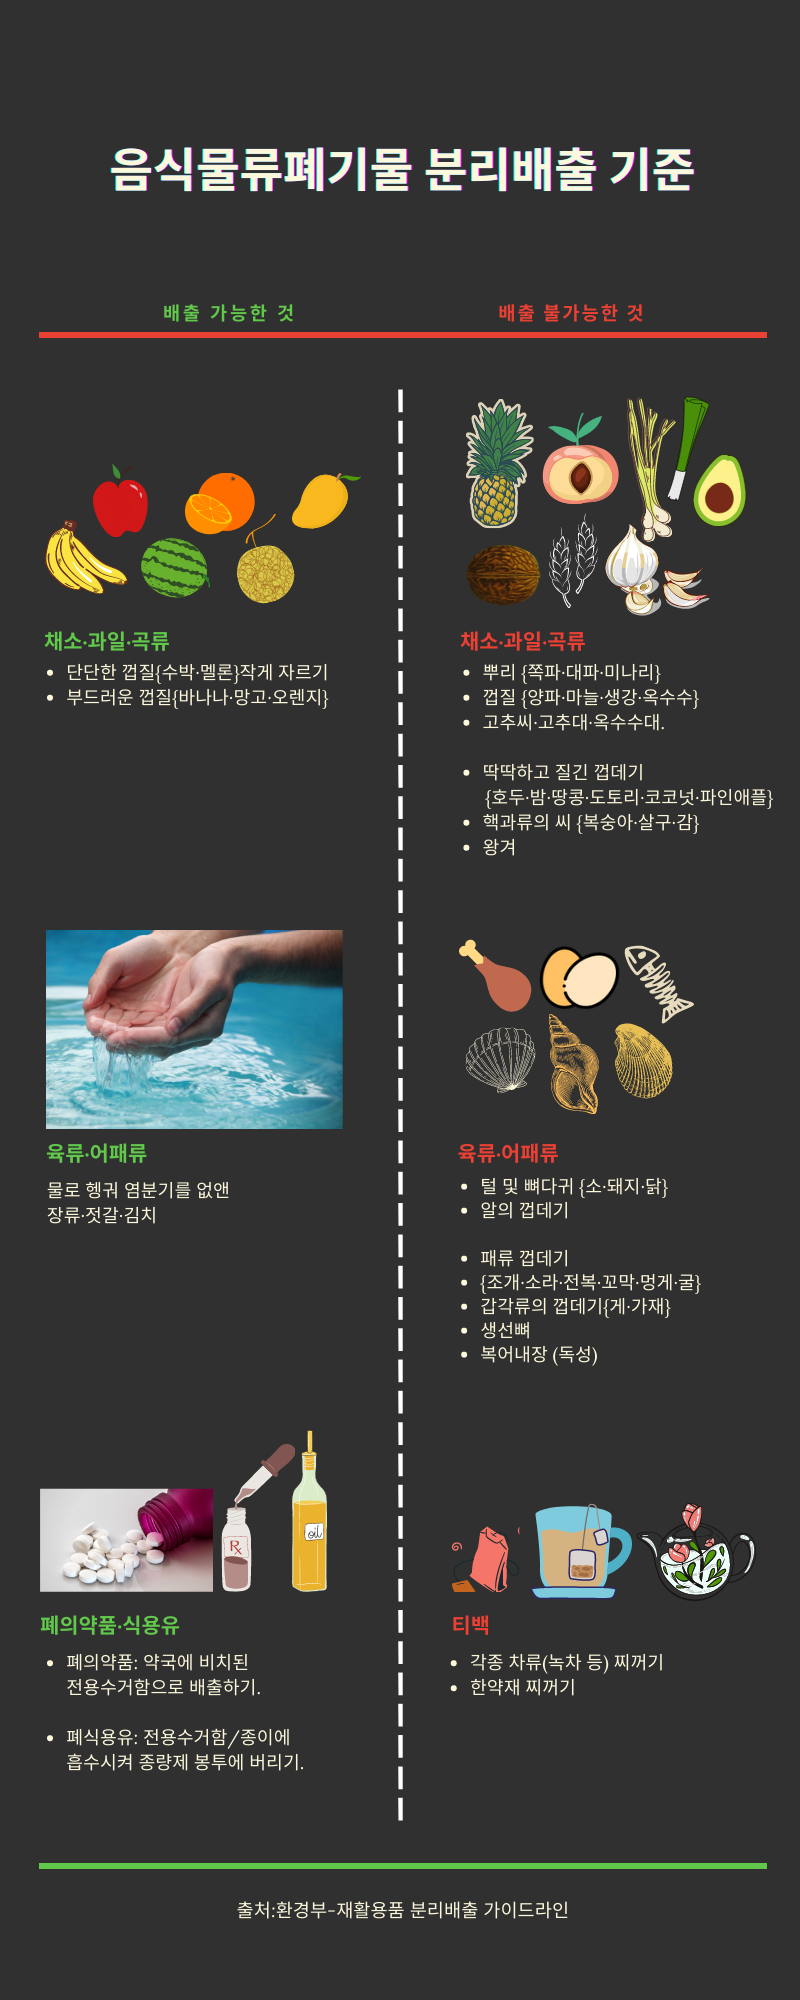 음식물류폐기물 분리배출 기준
배출 가능한 것
배출 불가능한 것
채소·과일·곡류
• 단단한 껍질{수박·멜론}작게 자르기
• 부드러운 껍질{바나나·망고·오렌지}
채소·과일·곡류
• 뿌리 {쪽파·대파·미나리}
• 껍질 {양파·마늘·생강·옥수수}
• 고추씨·고추대·옥수수대.
• 딱딱하고 질긴 껍데기
{호두·밤·땅콩·도토리·코코넛·파인애플}
• 핵과류의 씨 {복숭아·살구·감}
• 왕겨
육류·어패류
물로 헹궈 염분기를 없앤
장류·젓갈·김치
육류·어패류
• 털 및 뼈다귀 {소·돼지·닭}
• 알의 껍데기
• 패류 껍데기
• {조개·소라·전복·꼬막·멍게·굴}
• 갑각류의 껍데기{게·가재}
• 생선뼈
• 복어내장 (독성)
Rx
oil
폐의약품·식용유
• 폐의약품: 약국에 비치된
전용수거함으로 배출하기.
• 폐식용유: 전용수거함/종이에
흡수시켜 종량제 봉투에 버리기.
티백
• 각종 차류(녹차 등) 찌꺼기
• 한약재 찌꺼기
출처:환경부-재활용품 분리배출 가이드라인